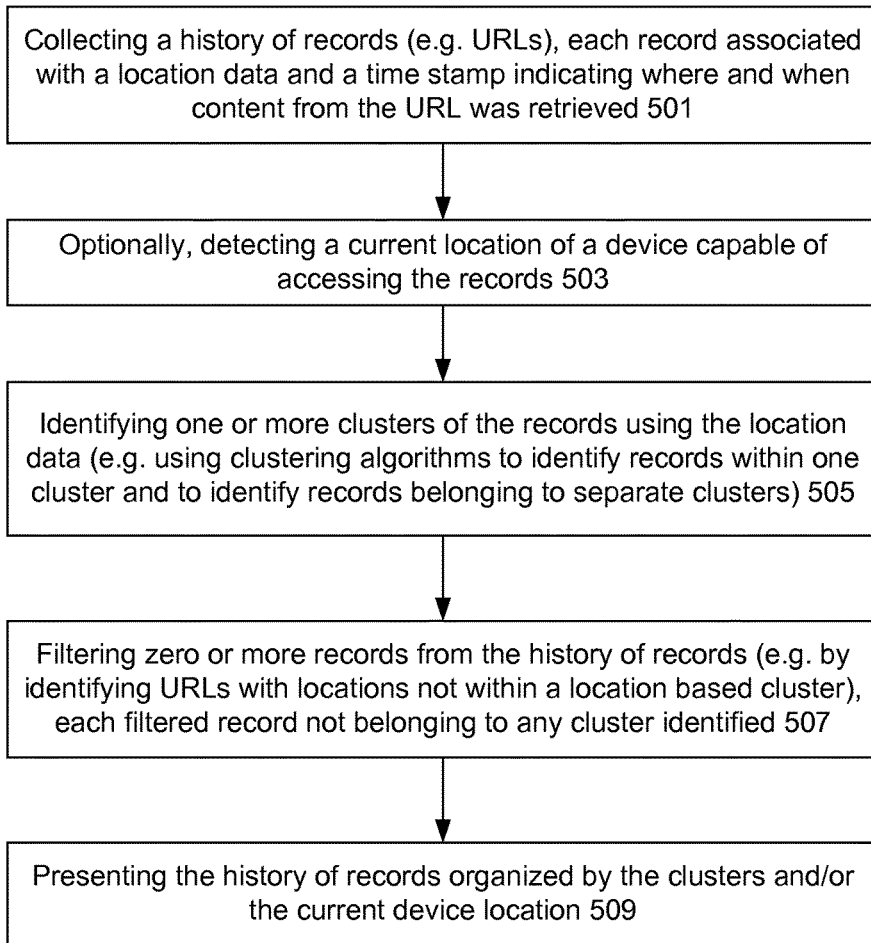 Collecting a history of records (e.g. URLs), each record associated
with a location data and a time stamp indicating where and when
content from the URL was retrieved 501
Optionally, detecting a current location of a device capable of
accessing the records 503
Identifying one or more clusters of the records using the location
data (e.g. using clustering algorithms to identify records within one
cluster and to identify records belonging to separate clusters) 505
Filtering zero or more records from the history of records (e.g. by
identifying URLs with locations not within a location based cluster),
each filtered record not belonging to any cluster identified 507
Presenting the history of records organized by the clusters and/or
the current device location 509